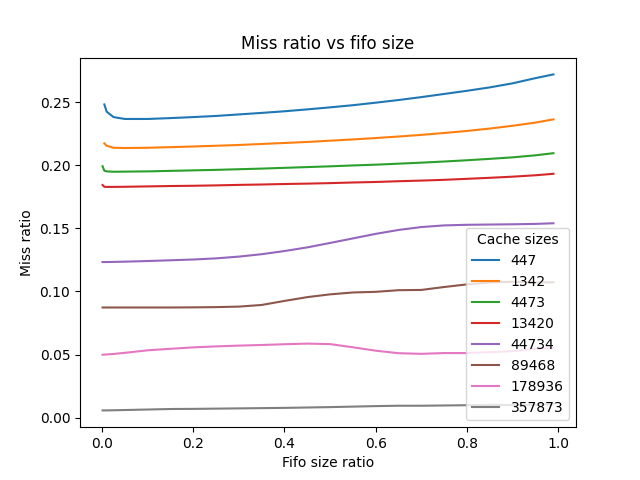 Miss ratio vs fifo size
Miss ratio
0.25
0.20
0.15
0.10
0.05
0.00
0.0 0.2 0.4 0.6 0.8 1.0
Fifo size ratio
Cache sizes
447
1342
4473
13420
44734
89468
178936
357873